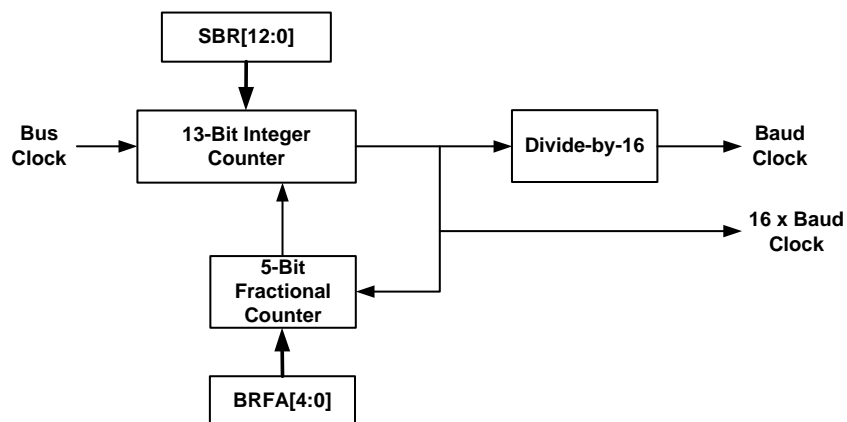 SBR[12:0]
Bus
Clock
13-Bit Integer
Counter
Divide-by-16
Baud
Clock
16 x Baud
Clock
5-Bit
Fractional
Counter
BRFA[4:0]